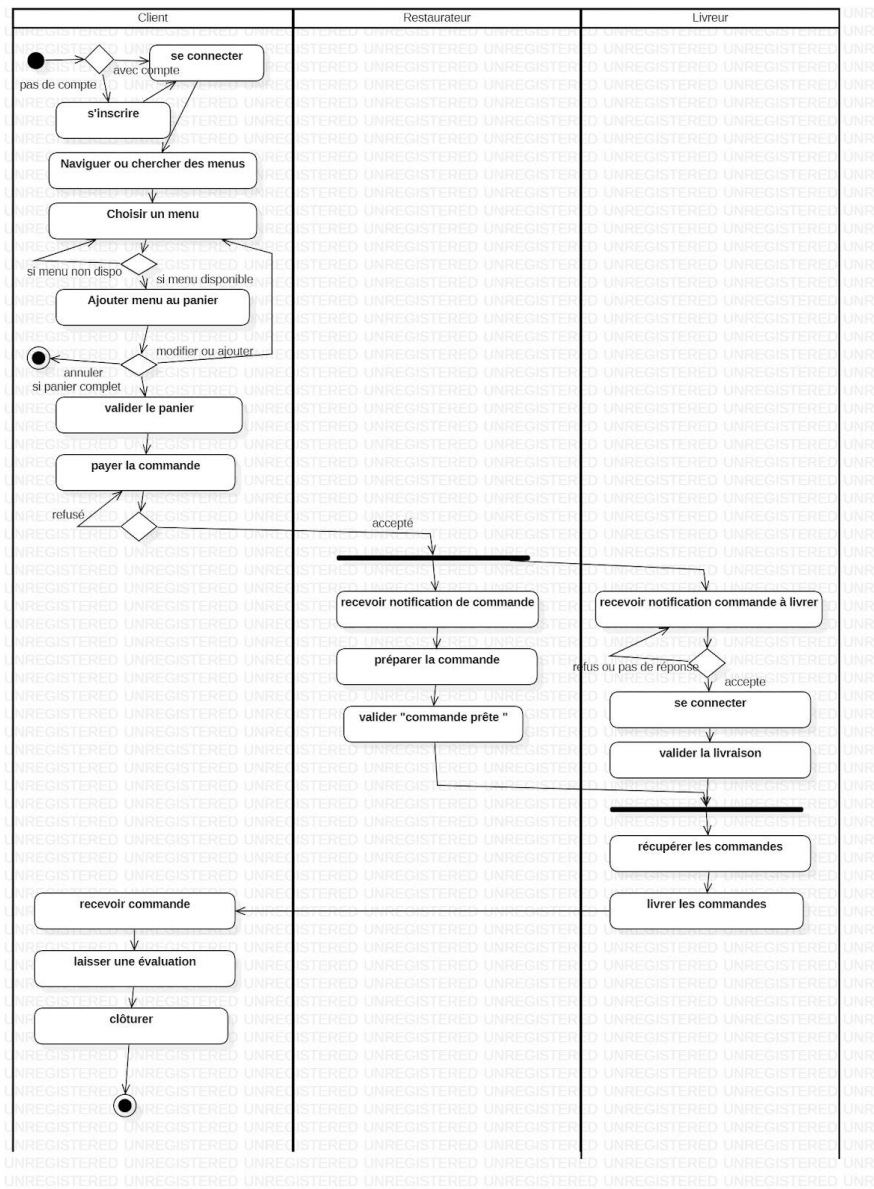 Client
Restaurateur
Livreur
se connecter
avec compte
pas de compte
s'inscrire
Naviguer ou chercher des menus
Choisir un menu
si menu non dispo
si menu disponible
Ajouter menu au panier
modifier ou ajouter
annuler
si panier complet
valider le panier
payer la commande
refusé
accepté
recevoir notification de commande
recevoir notification commande à livrer
préparer la commande
refus ou pas de réponse
accepte
se connecter
valider "commande prête "
valider la livraison
récupérer les commandes
recevoir commande
livrer les commandes
laisser une évaluation
clôturer
UNREGISTERED